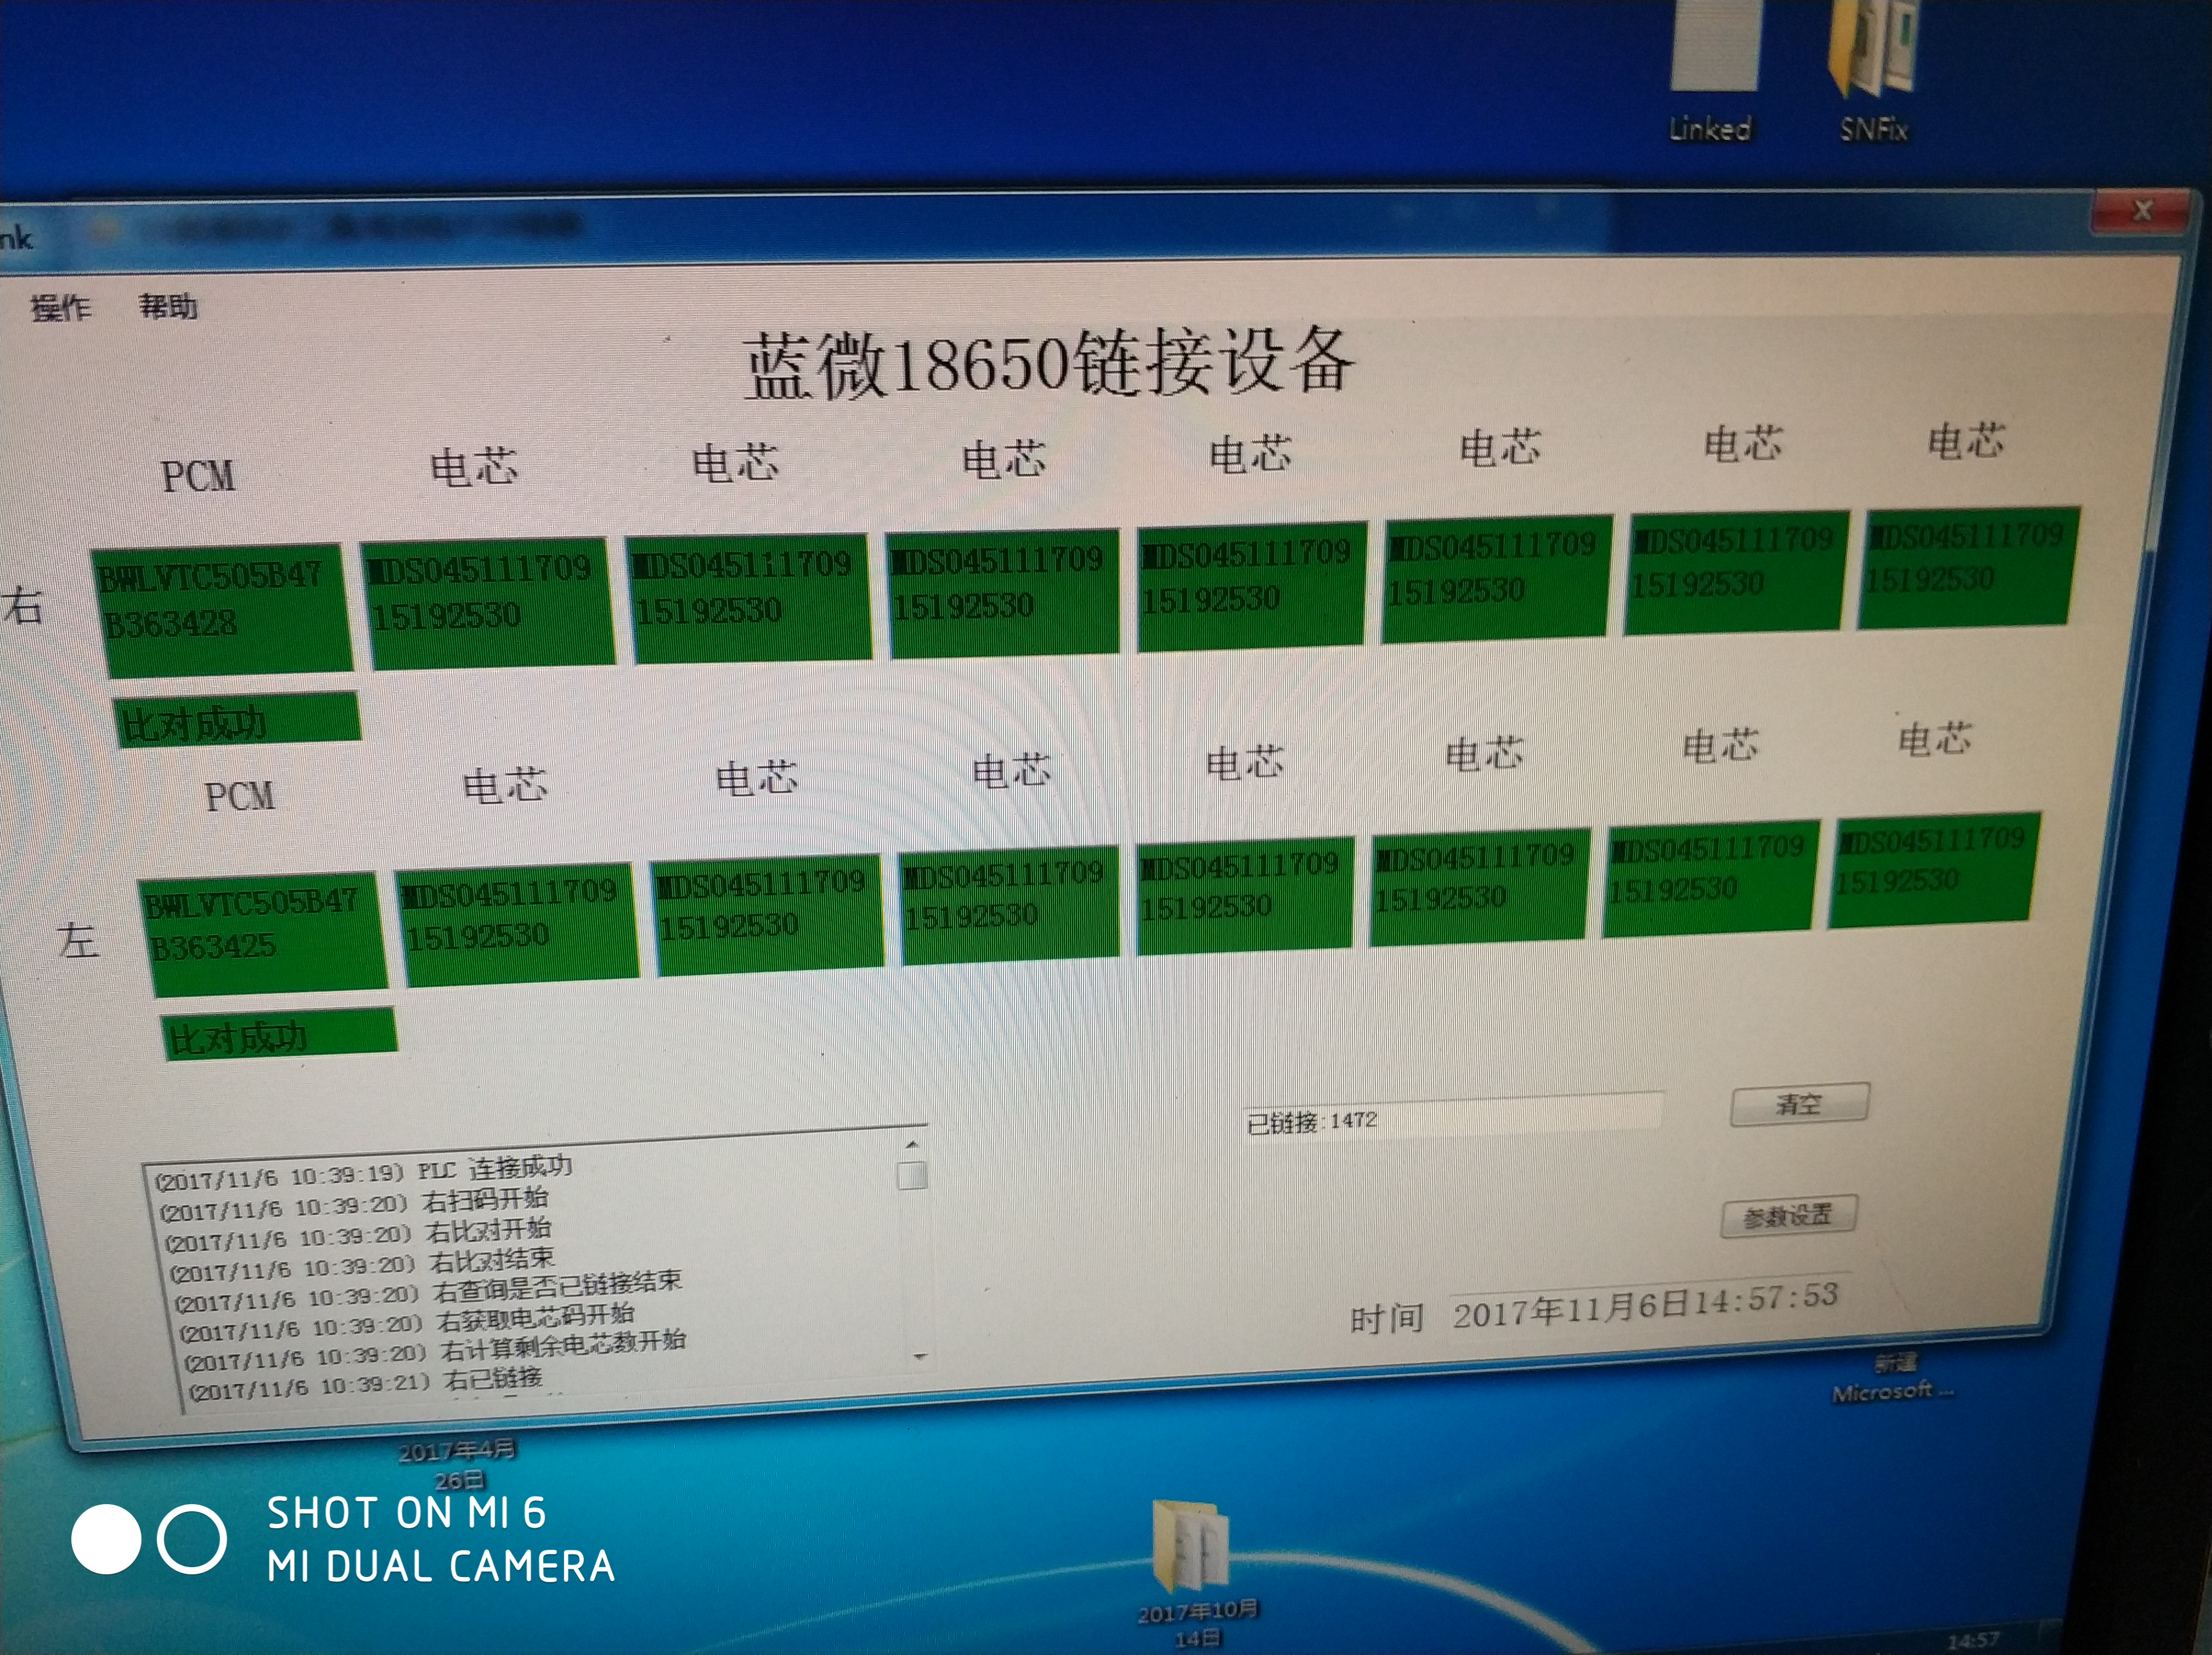 Linked
SNFix
nk
操作 帮助
蓝微18650链接设备
PCM 电芯 电芯 电芯 电芯 电芯 电芯 电芯
右
BWLVTC505B47 MDS045111709 MDS045111709 MDS045111709 MDS045111709 MDS045111709 MDS045111709 MDS045111709
B363428 15192530 15192530 15192530 15192530 15192530 15192530 15192530
比对成功
PCM 电芯 电芯 电芯 电芯 电芯 电芯 电芯
左
BWLVTC505B47 MDS045111709 MDS045111709 MDS045111709 MDS045111709 MDS045111709 MDS045111709 MDS045111709
B363425 15192530 15192530 15192530 15192530 15192530 15192530 15192530
比对成功
已链接:1472
清空
(2017/11/6 10:39:19) PLC 连接成功
(2017/11/6 10:39:20) 右扫码开始
(2017/11/6 10:39:20) 右比对开始
(2017/11/6 10:39:20) 右比对结束
(2017/11/6 10:39:20) 右查询是否已链接结束
(2017/11/6 10:39:20) 右获取电芯码开始
(2017/11/6 10:39:20) 右计算剩余电芯数开始
(2017/11/6 10:39:21) 右已链接
参数设置
时间 2017年11月6日14:57:53
新建
Microsoft ...
2017年4月
26日
SHOT ON MI 6
MI DUAL CAMERA
2017年10月
14日
14:57